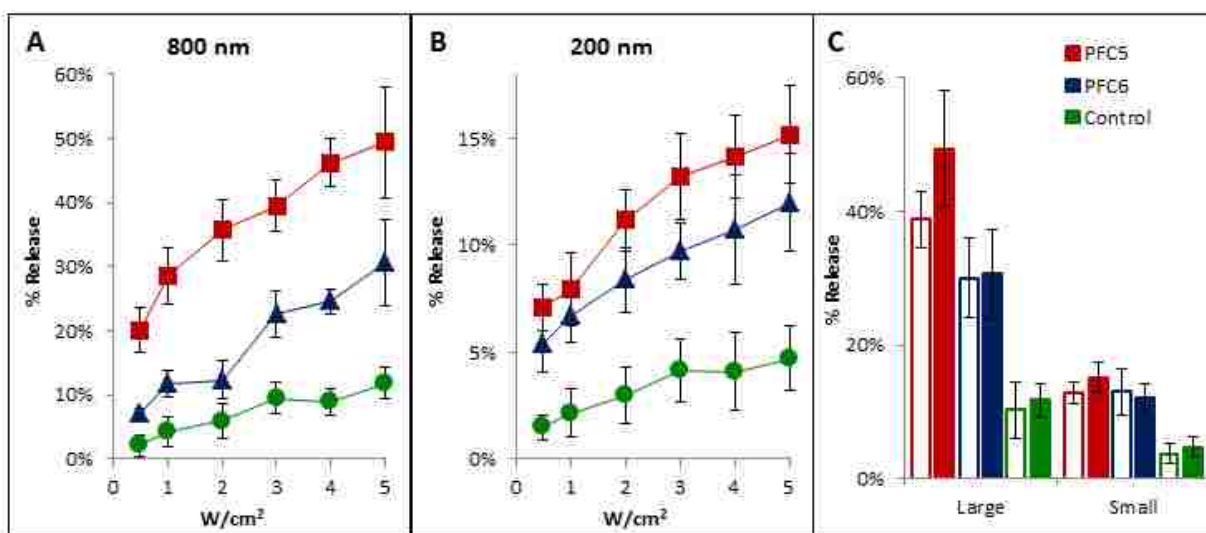 A
800 nm
60%
50%
40%
30%
20%
10%
0%
% Release
0
1
2
3
4
5
W/cm²
B
200 nm
15%
10%
5%
0%
% Release
0
1
2
3
4
5
W/cm²
C
PFC5
PFC6
Control
60%
40%
20%
0%
% Release
Large
Small